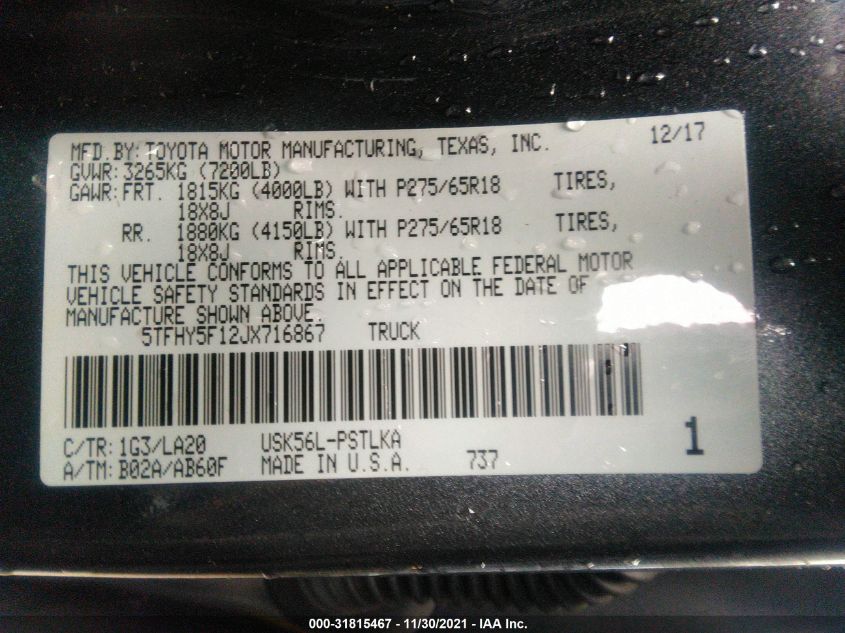 MFD.BY:TOYOTA MOTOR MANUFACTURING, TEXAS, INC. 12/17
GVWR:3265KG (7200LB)
GAWR:FRT. 1815KG (4000LB) WITH P275/65R18 TIRES,
18X8J RIMS.
RR. 1880KG (4150LB) WITH P275/65R18 TIRES,
18X8J RIMS.
THIS VEHICLE CONFORMS TO ALL APPLICABLE FEDERAL MOTOR
VEHICLE SAFETY STANDARDS IN EFFECT ON THE DATE OF
MANUFACTURE SHOWN ABOVE.
5TFHY5F12JX716867 TRUCK
C/TR:1G3/LA20 USK56L-PSTLKA
A/TM:B02A/AB60F MADE IN U.S.A. 737
1
000-31815467 - 11/30/2021 - IAA Inc.